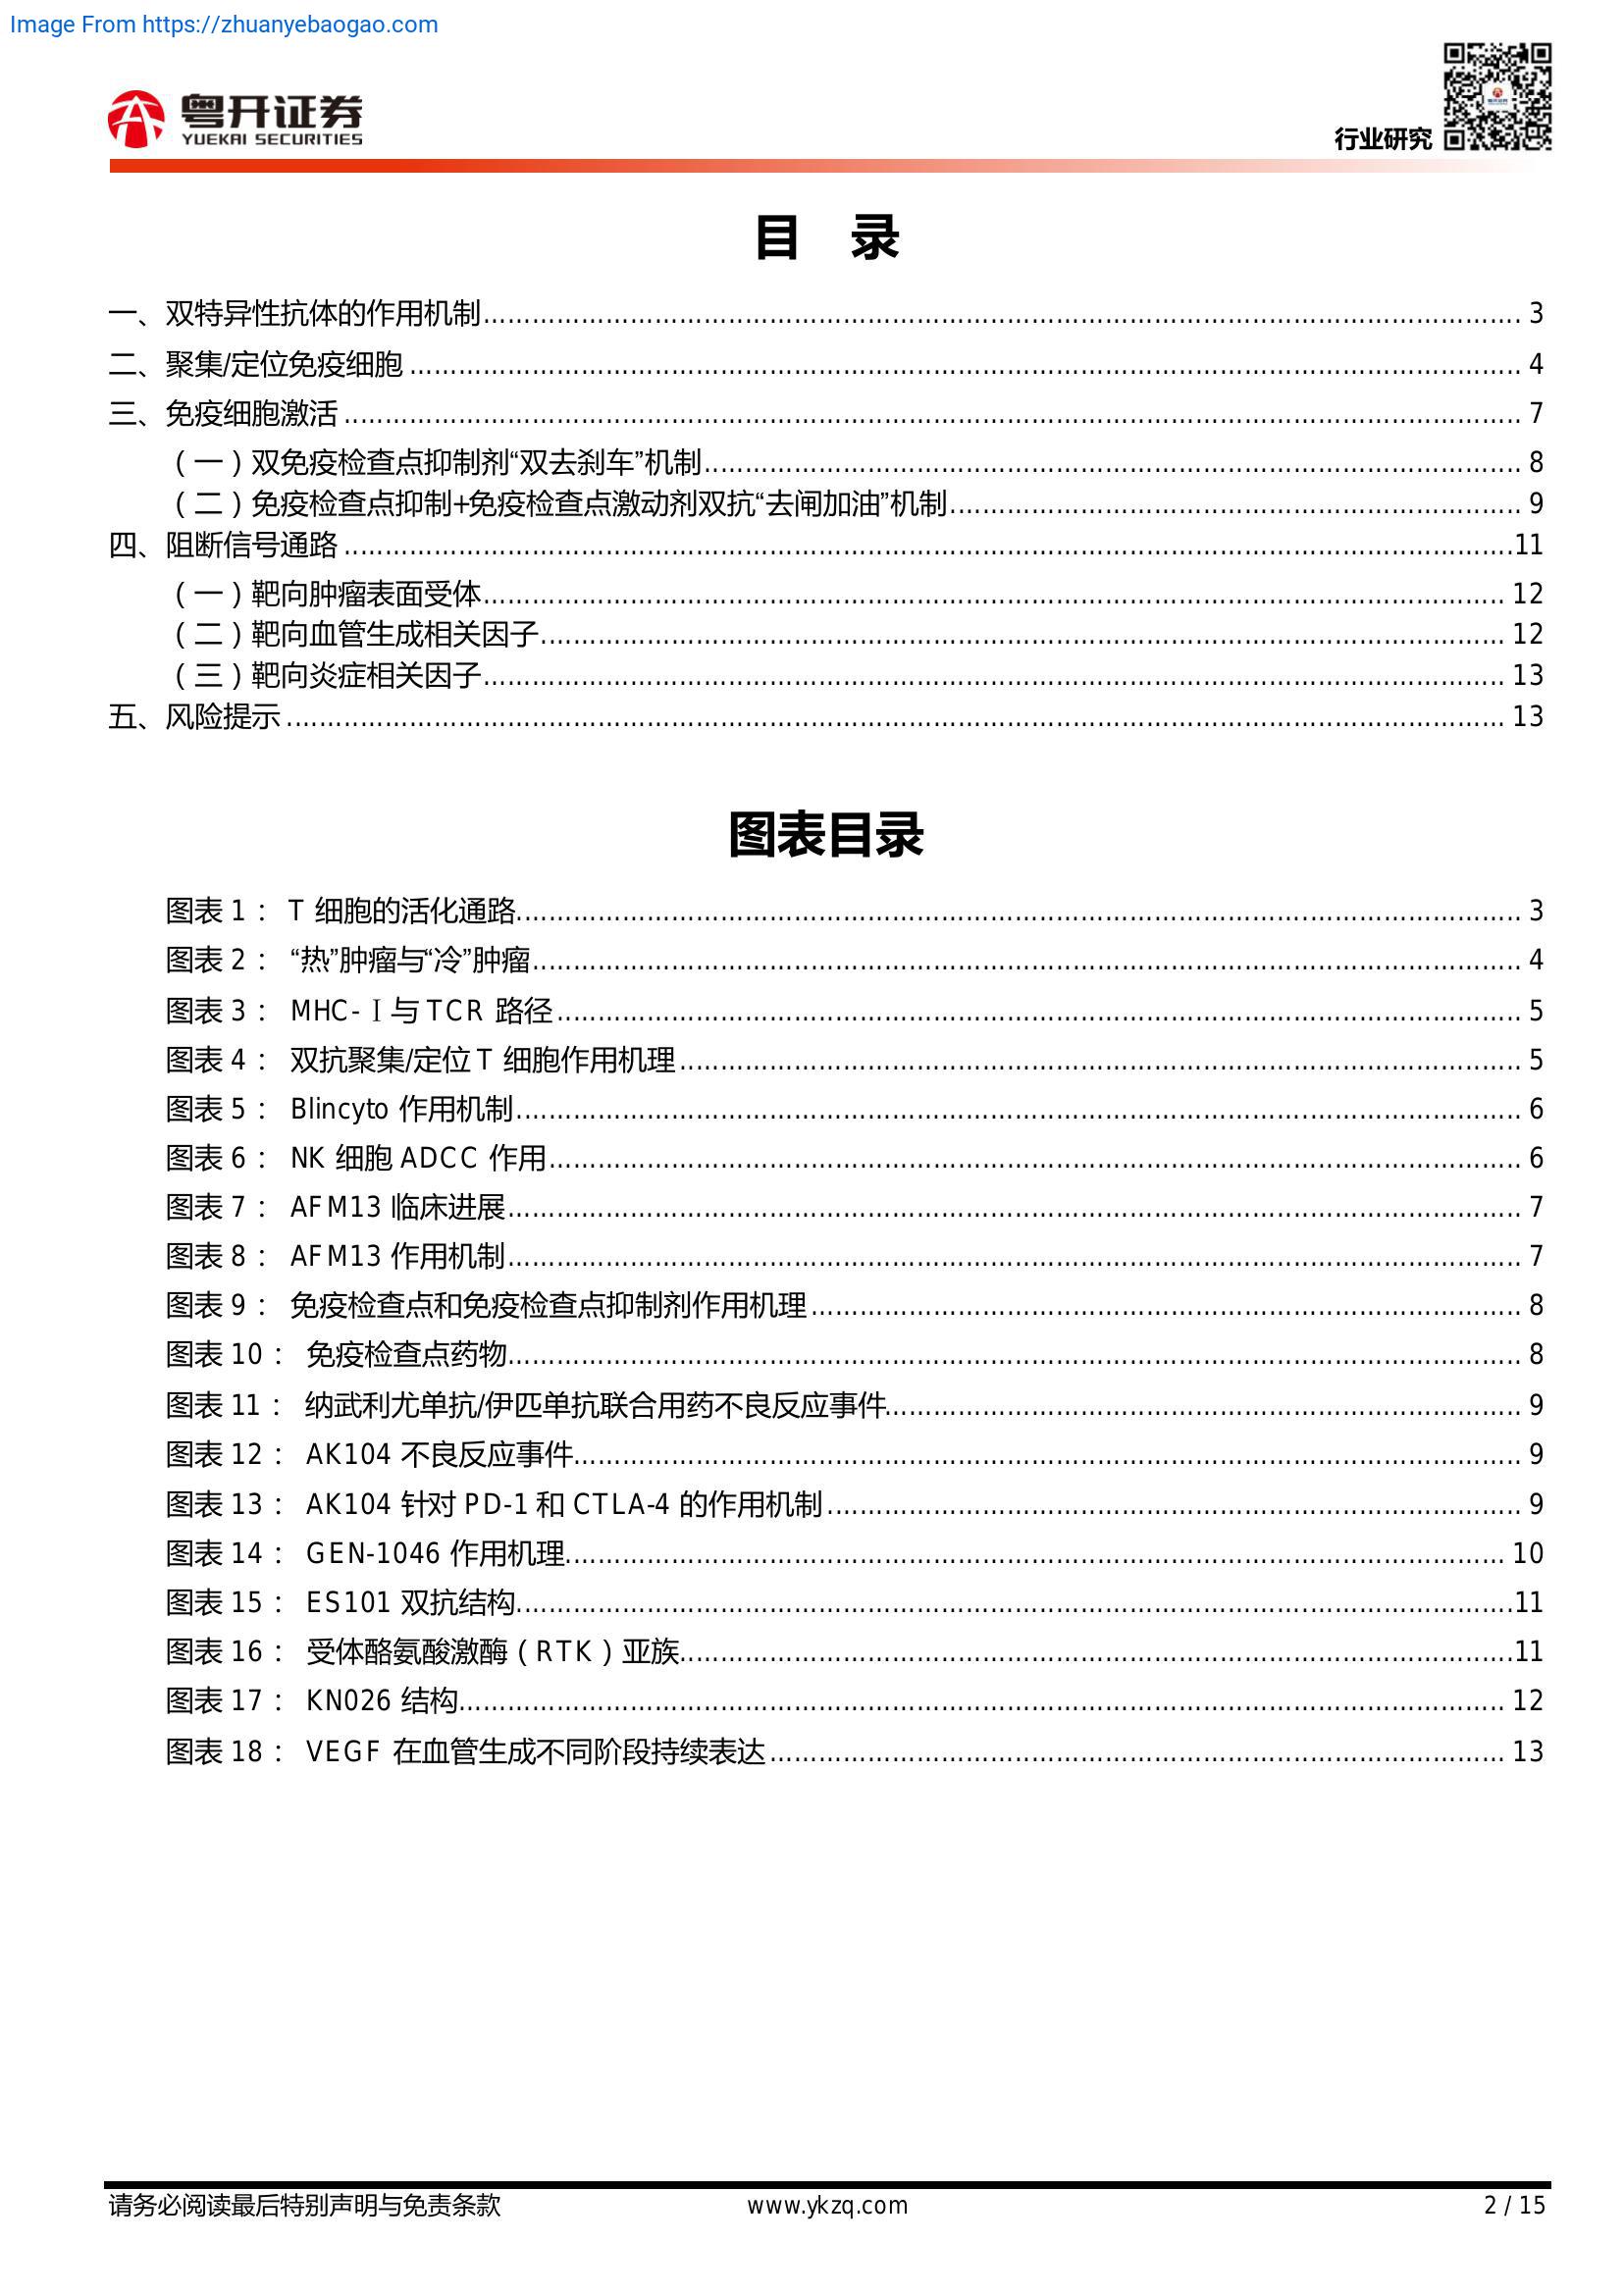 Image From https://zhuanyebaogao.com
粤开证券
YUEKAI SECURITIES
行业研究
目 录
一、双特异性抗体的作用机制 3
二、聚集/定位免疫细胞 4
三、免疫细胞激活 7
（一）双免疫检查点抑制剂“双去刹车”机制 8
（二）免疫检查点抑制+免疫检查点激动剂双抗“去闸加油”机制 9
四、阻断信号通路 11
（一）靶向肿瘤表面受体 12
（二）靶向血管生成相关因子 12
（三）靶向炎症相关因子 13
五、风险提示 13
图表目录
图表 1： T 细胞的活化通路 3
图表 2： “热”肿瘤与“冷”肿瘤 4
图表 3： MHC-Ⅰ与 TCR 路径 5
图表 4： 双抗聚集/定位 T 细胞作用机理 5
图表 5： Blincyto 作用机制 6
图表 6： NK 细胞 ADCC 作用 6
图表 7： AFM13 临床进展 7
图表 8： AFM13 作用机制 7
图表 9： 免疫检查点和免疫检查点抑制剂作用机理 8
图表 10： 免疫检查点药物 8
图表 11： 纳武利尤单抗/伊匹单抗联合用药不良反应事件 9
图表 12： AK104 不良反应事件 9
图表 13： AK104 针对 PD-1 和 CTLA-4 的作用机制 9
图表 14： GEN-1046 作用机理 10
图表 15： ES101 双抗结构 11
图表 16： 受体酪氨酸激酶（RTK）亚族 11
图表 17： KN026 结构 12
图表 18： VEGF 在血管生成不同阶段持续表达 13
请务必阅读最后特别声明与免责条款 www.ykzq.com 2 / 15